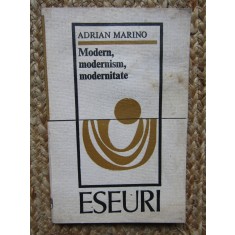 ADRIAN MARINO
Modern,
modernism,
modernitate
ESEURI